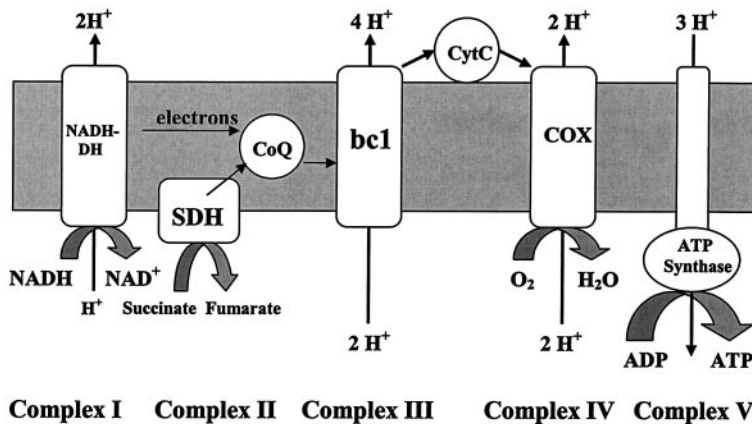 2H⁺
4 H⁺
2 H⁺
3 H⁺
CytC
NADH-
DH
electrons
CoQ
bc1
COX
SDH
ATP
Synthase
NADH
NAD⁺
H⁺
Succinate Fumarate
O₂
H₂O
2 H⁺
2 H⁺
ADP
ATP
Complex I
Complex II
Complex III
Complex IV
Complex V